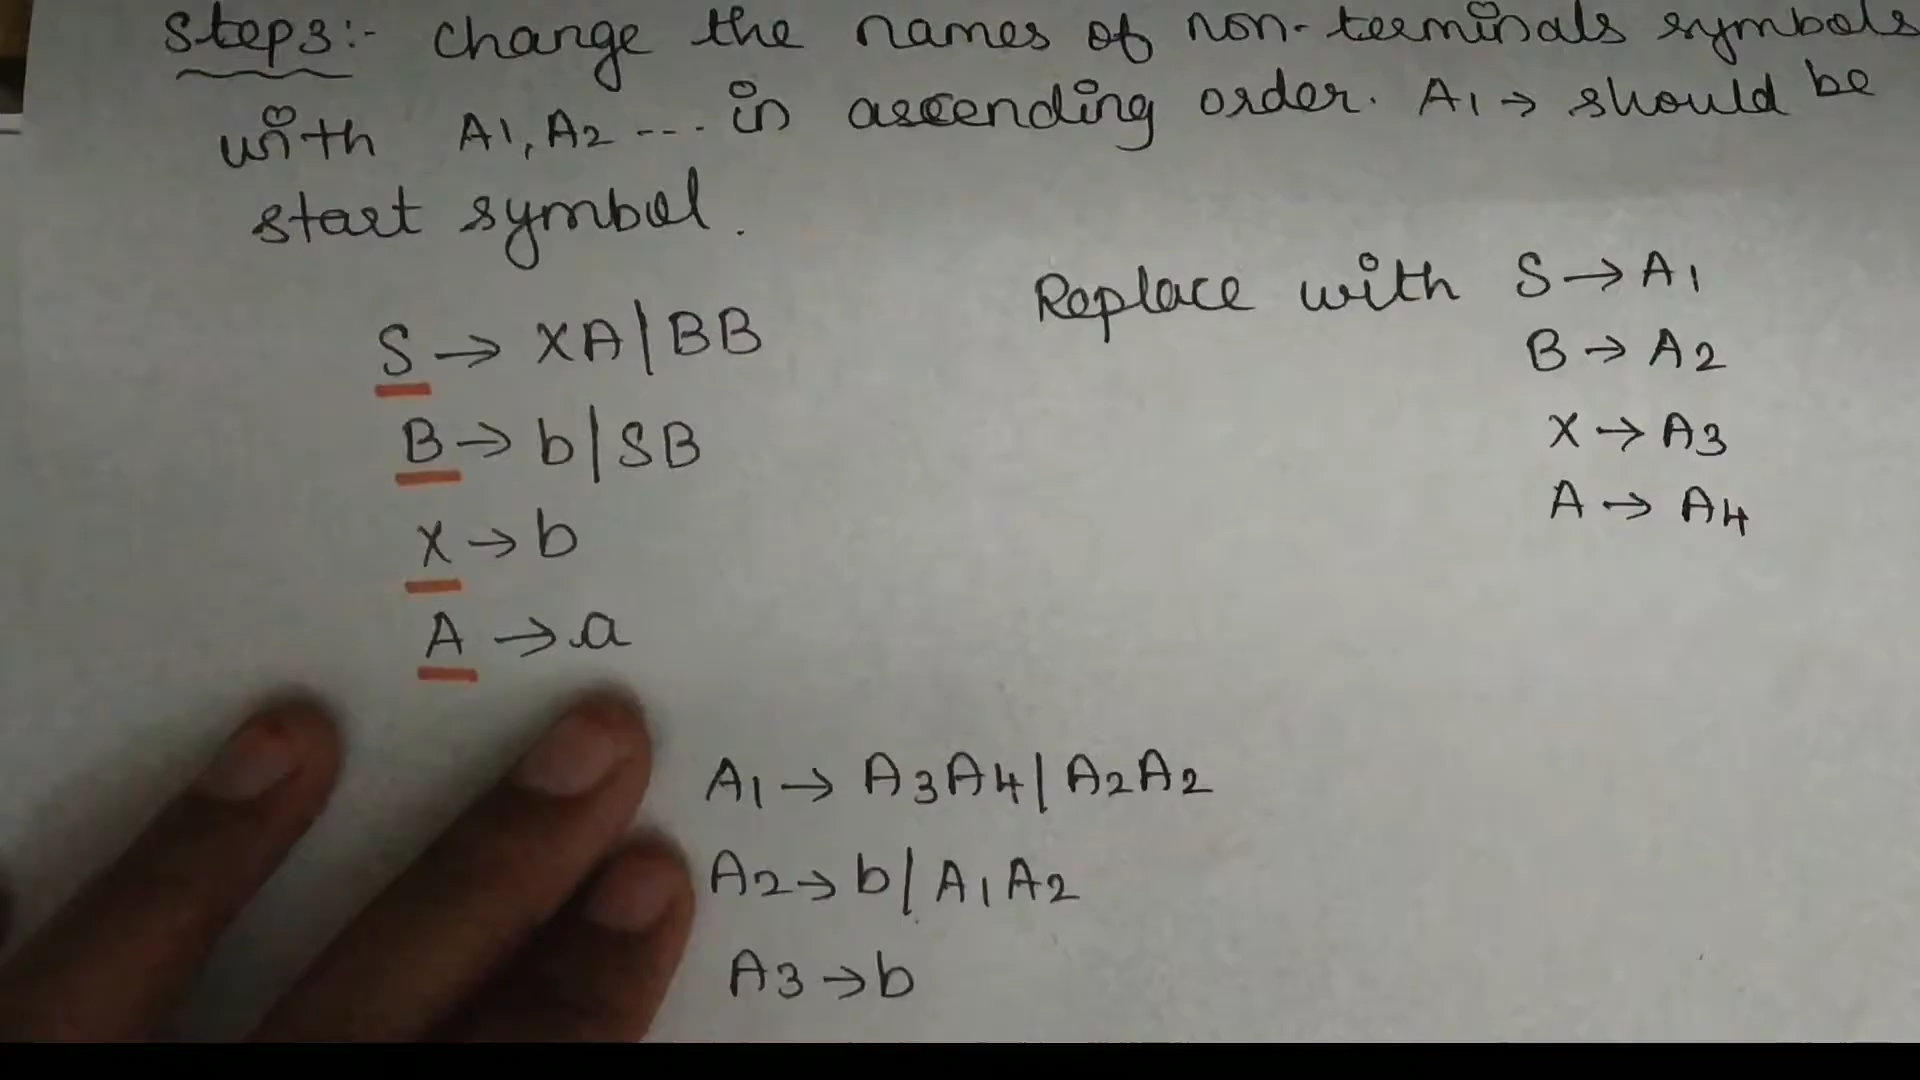 Step3:- change the names of non-terminals symbols
with A1, A2 --- in ascending order. A1 → should be
start symbol.
Replace with S → A1
B → A2
X → A3
A → A4
S → XA | BB
B → b | SB
X → b
A → a
A1 → A3A4 | A2A2
A2 → b | A1A2
A3 → b